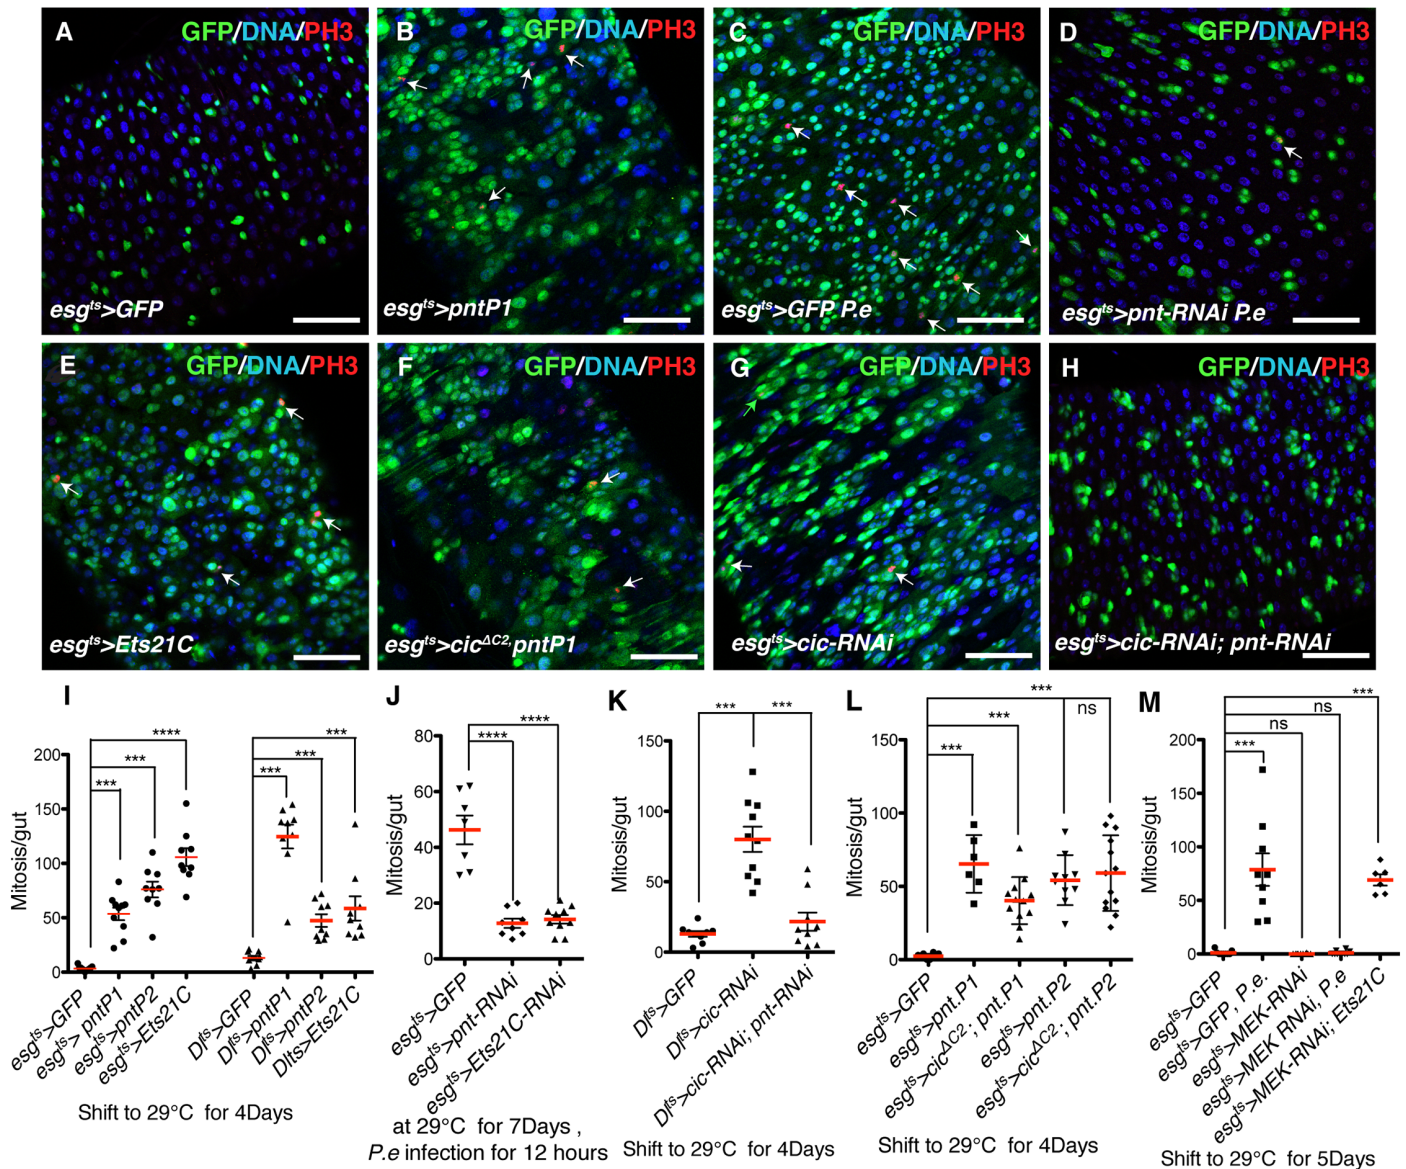 A GFP/DNA/PH3
esgts>GFP
B GFP/DNA/PH3
esgts>pntP1
C GFP/DNA/PH3
esgts>GFP P.e
D GFP/DNA/PH3
esgts>pnt-RNAi P.e
E GFP/DNA/PH3
esgts>Ets21C
F GFP/DNA/PH3
esgts>cicΔC2;pntP1
G GFP/DNA/PH3
esgts>cic-RNAi
H GFP/DNA/PH3
esgts>cic-RNAi; pnt-RNAi
I
Mitosis/gut
200
150
100
50
0
****
***
***
***
***
***
esgts>GFP
esgts> pntP1
esgts>pntP2
esgts>Ets21C
Dlts>GFP
Dlts>pntP1
Dlts>pntP2
Dlts>Ets21C
Shift to 29°C for 4Days
J
Mitosis/gut
80
60
40
20
0
****
****
esgts>GFP
esgts>pnt-RNAi
esgts>Ets21C-RNAi
at 29°C for 7Days ,
P.e infection for 12 hours
K
Mitosis/gut
150
100
50
0
***
***
Dlts>GFP
Dlts>cic-RNAi
Dlts>cic-RNAi; pnt-RNAi
Shift to 29°C for 4Days
L
Mitosis/gut
150
100
50
0
***
ns
***
***
esgts>GFP
esgts>pnt.P1
esgts>cicΔC2; pnt.P1
esgts>pnt.P2
esgts>cicΔC2; pnt.P2
Shift to 29°C for 4Days
M
Mitosis/gut
200
150
100
50
0
***
ns
ns
***
esgts>GFP
esgts>GFP, P.e.
esgts>MEK-RNAi
esgts>MEK RNAi, P.e
esgts>MEK-RNAi; Ets21C
Shift to 29°C for 5Days